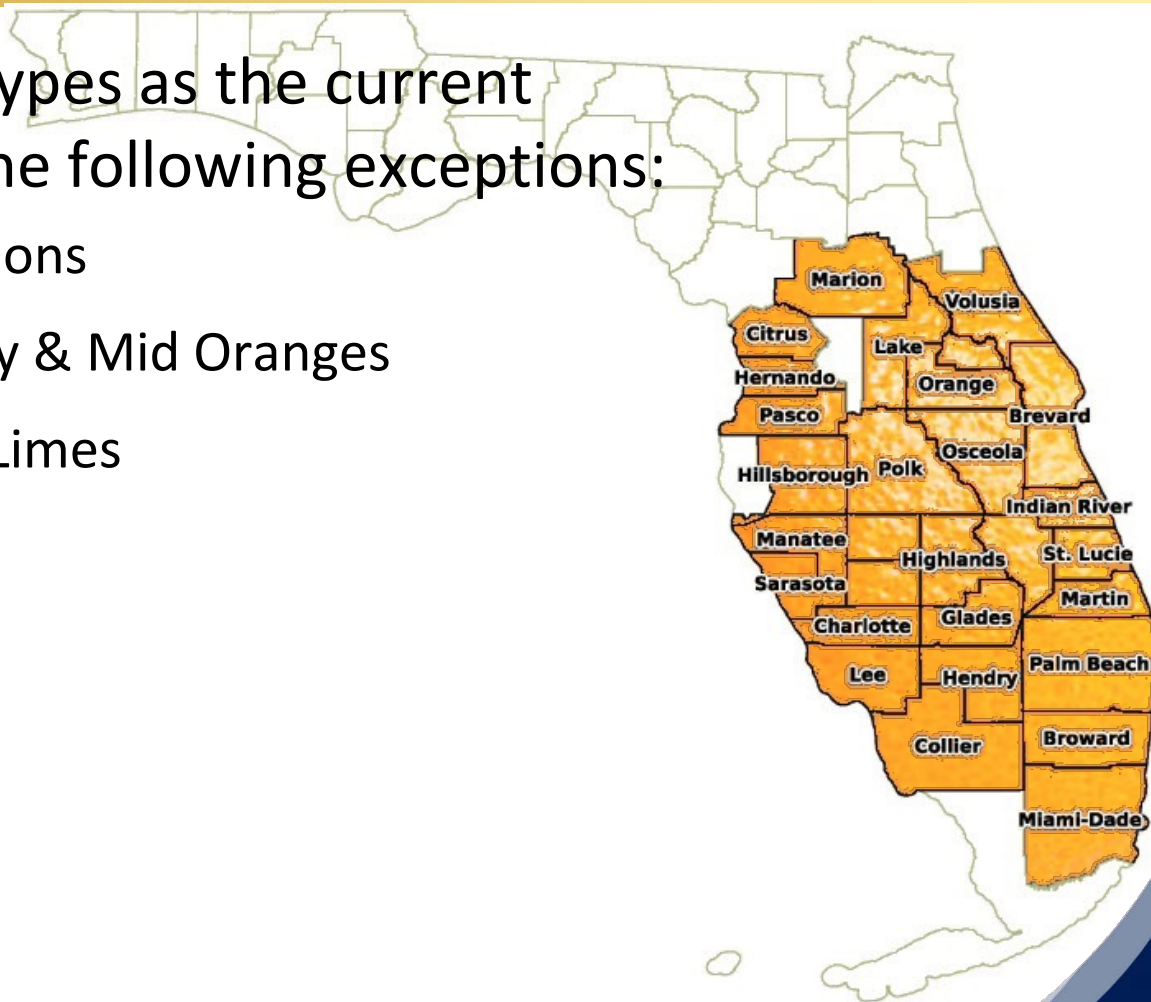 ypes as the current
ne following exceptions:
ons
y & Mid Oranges
Limes
Marion
Volusia
Citrus
Lake
Hernando
Orange
Pasco
Brevard
Osceola
Hillsborough
Polk
Indian River
Manatee
Highlands
St. Lucie
Sarasota
Martin
Charlotte
Glades
Palm Beach
Lee
Hendry
Collier
Broward
Miami-Dade